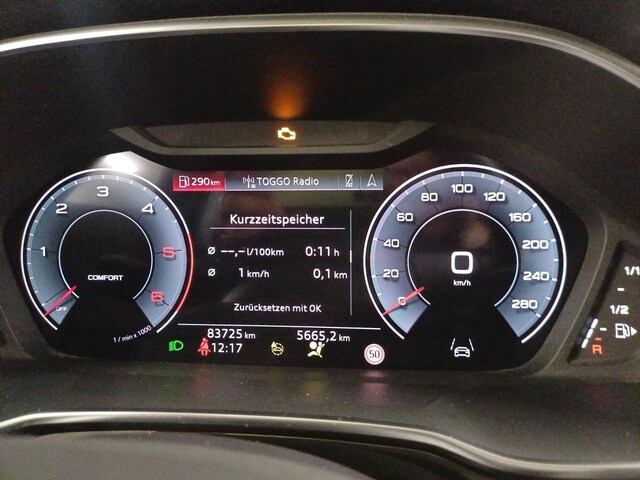 290 km TOGGO Radio
Kurzzeitspeicher
Ø --,- l/100km 0:11 h
Ø 1 km/h 0,1 km
Zurücksetzen mit OK
83725 km 5665,2 km
12:17
50
OFF 1 2 3 4 5 6
COMFORT
1/min x 1000
0 20 40 60 80 100 120 160 200 240 280
0
km/h
1/1
1/2
R